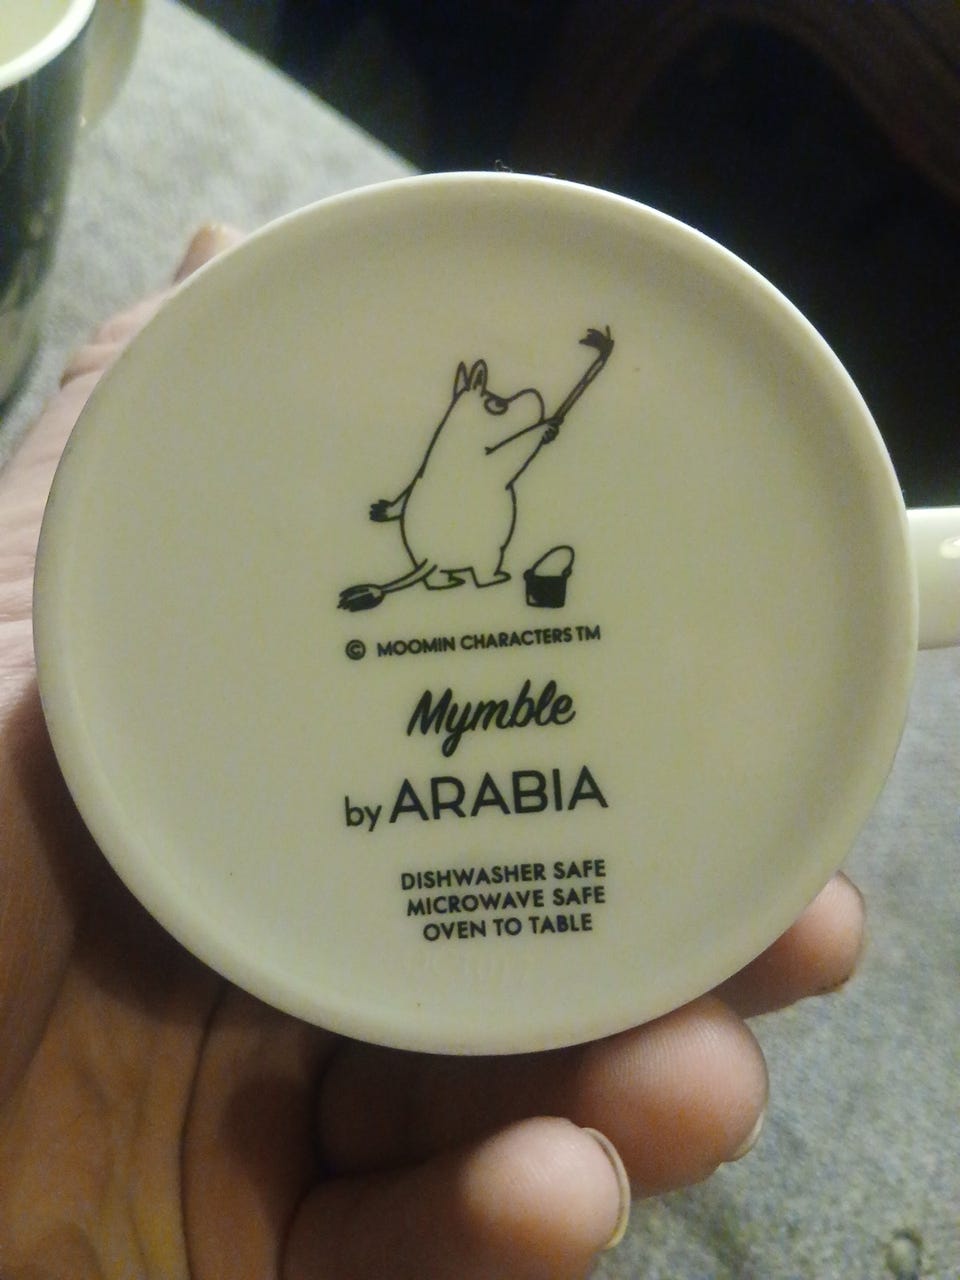 © MOOMIN CHARACTERS TM
Mymble
by ARABIA
DISHWASHER SAFE
MICROWAVE SAFE
OVEN TO TABLE